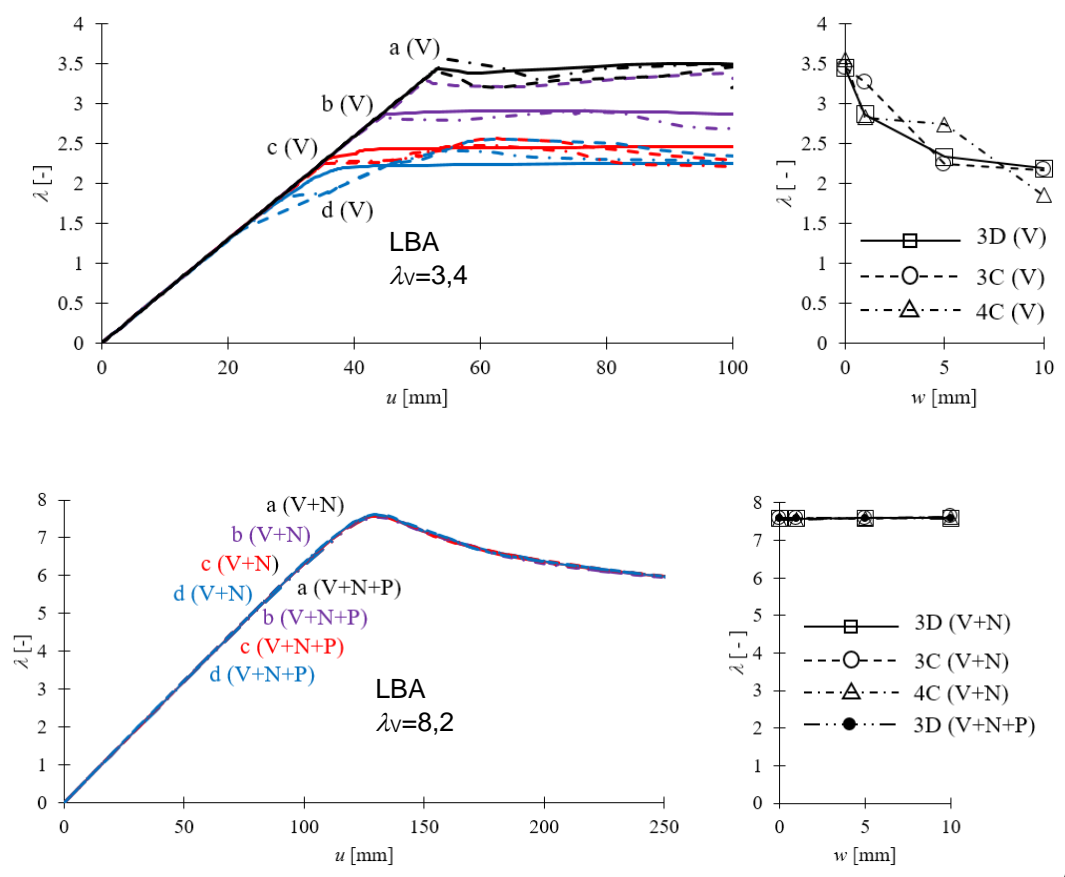 4
3.5
3
2.5
2
1.5
1
0.5
0
λ [-]
0
20
40
60
80
100
u [mm]
a (V)
b (V)
c (V)
d (V)
LBA
λV=3,4
4
3.5
3
2.5
2
1.5
1
0.5
0
λ [-]
0
5
10
w [mm]
3D (V)
3C (V)
4C (V)
8
7
6
5
4
3
2
1
0
λ [-]
0
50
100
150
200
250
u [mm]
a (V+N)
b (V+N)
c (V+N)
d (V+N)
a (V+N+P)
b (V+N+P)
c (V+N+P)
d (V+N+P)
LBA
λV=8,2
8
7
6
5
4
3
2
1
0
λ [-]
0
5
10
w [mm]
3D (V+N)
3C (V+N)
4C (V+N)
3D (V+N+P)